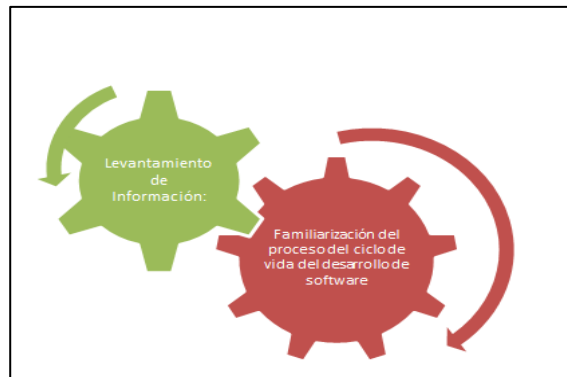 Levantamiento
de
Información:
Familiarización del
proceso del ciclo de
vida del desarrollo de
software